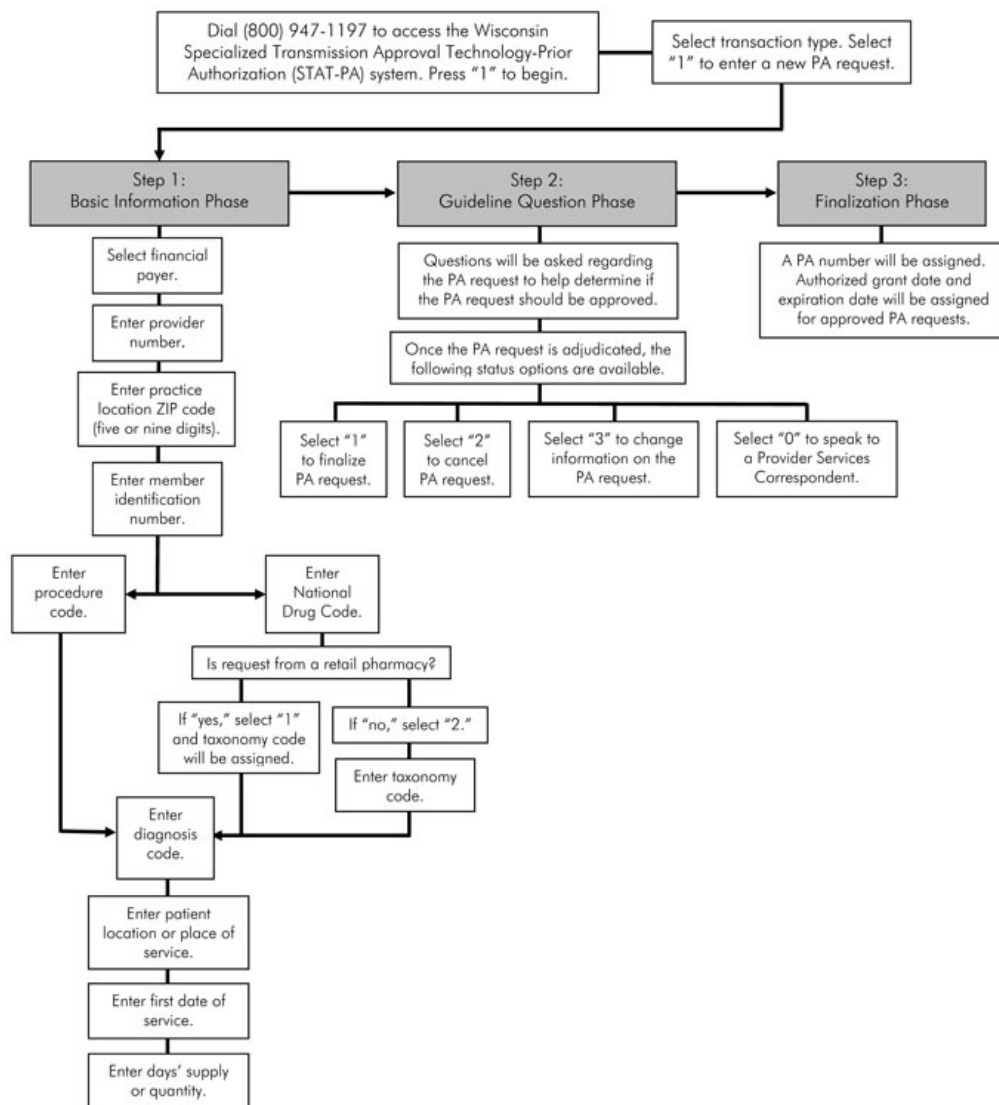 Dial (800) 947-1197 to access the Wisconsin
Specialized Transmission Approval Technology-Prior
Authorization (STAT-PA) system. Press “1” to begin.
Select transaction type. Select
“1” to enter a new PA request.
Step 1:
Basic Information Phase
Select financial
payer.
Enter provider
number.
Enter practice
location ZIP code
(five or nine digits).
Enter member
identification
number.
Enter
procedure
code.
Enter
National
Drug Code.
Is request from a retail pharmacy?
If “yes,” select “1”
and taxonomy code
will be assigned.
If “no,” select “2.”
Enter taxonomy
code.
Enter
diagnosis
code.
Enter patient
location or place of
service.
Enter first date of
service.
Enter days’ supply
or quantity.
Step 2:
Guideline Question Phase
Questions will be asked regarding
the PA request to help determine if
the PA request should be approved.
Once the PA request is adjudicated, the
following status options are available.
Select “1”
to finalize
PA request.
Select “2”
to cancel
PA request.
Select “3” to change
information on the
PA request.
Select “0” to speak to
a Provider Services
Correspondent.
Step 3:
Finalization Phase
A PA number will be assigned.
Authorized grant date and
expiration date will be assigned
for approved PA requests.